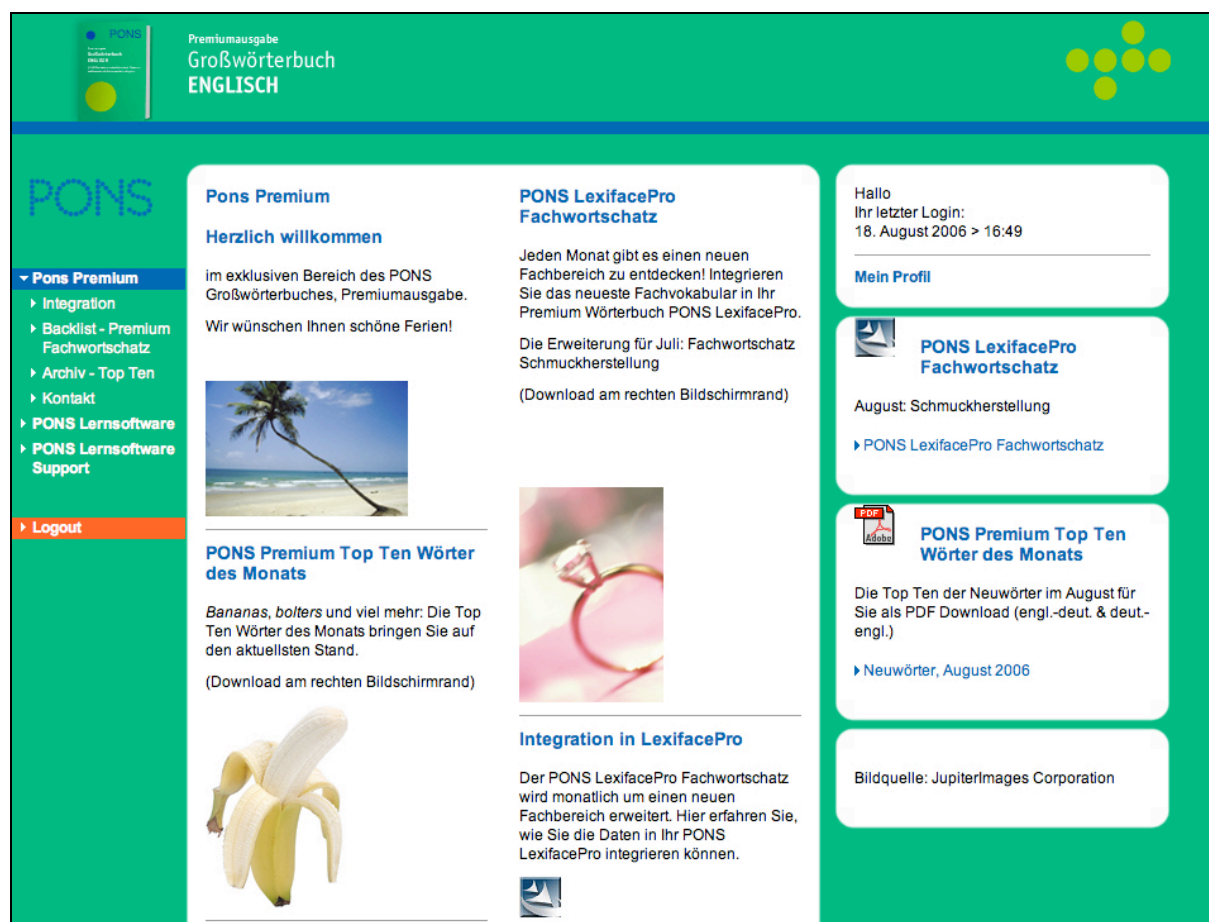 PONS
Premiumausgabe
Großwörterbuch
ENGLISCH
PONS
Pons Premium
Integration
Backlist - Premium
Fachwortschatz
Archiv - Top Ten
Kontakt
PONS Lernsoftware
PONS Lernsoftware
Support
Logout
Pons Premium
Herzlich willkommen
im exklusiven Bereich des PONS
Großwörterbuches, Premiumausgabe.
Wir wünschen Ihnen schöne Ferien!
PONS Premium Top Ten Wörter
des Monats
Bananas, bolters und viel mehr: Die Top
Ten Wörter des Monats bringen Sie auf
den aktuellsten Stand.
(Download am rechten Bildschirmrand)
PONS LexifacePro
Fachwortschatz
Jeden Monat gibt es einen neuen
Fachbereich zu entdecken! Integrieren
Sie das neueste Fachvokabular in Ihr
Premium Wörterbuch PONS LexifacePro.
Die Erweiterung für Juli: Fachwortschatz
Schmuckherstellung
(Download am rechten Bildschirmrand)
Integration in LexifacePro
Der PONS LexifacePro Fachwortschatz
wird monatlich um einen neuen
Fachbereich erweitert. Hier erfahren Sie,
wie Sie die Daten in Ihr PONS
LexifacePro integrieren können.
Hallo
Ihr letzter Login:
18. August 2006 > 16:49
Mein Profil
PONS LexifacePro
Fachwortschatz
August: Schmuckherstellung
PONS LexifacePro Fachwortschatz
PDF
Adobe
PONS Premium Top Ten
Wörter des Monats
Die Top Ten der Neuwörter im August für
Sie als PDF Download (engl.-deut. & deut.-
engl.)
Neuwörter, August 2006
Bildquelle: JupiterImages Corporation